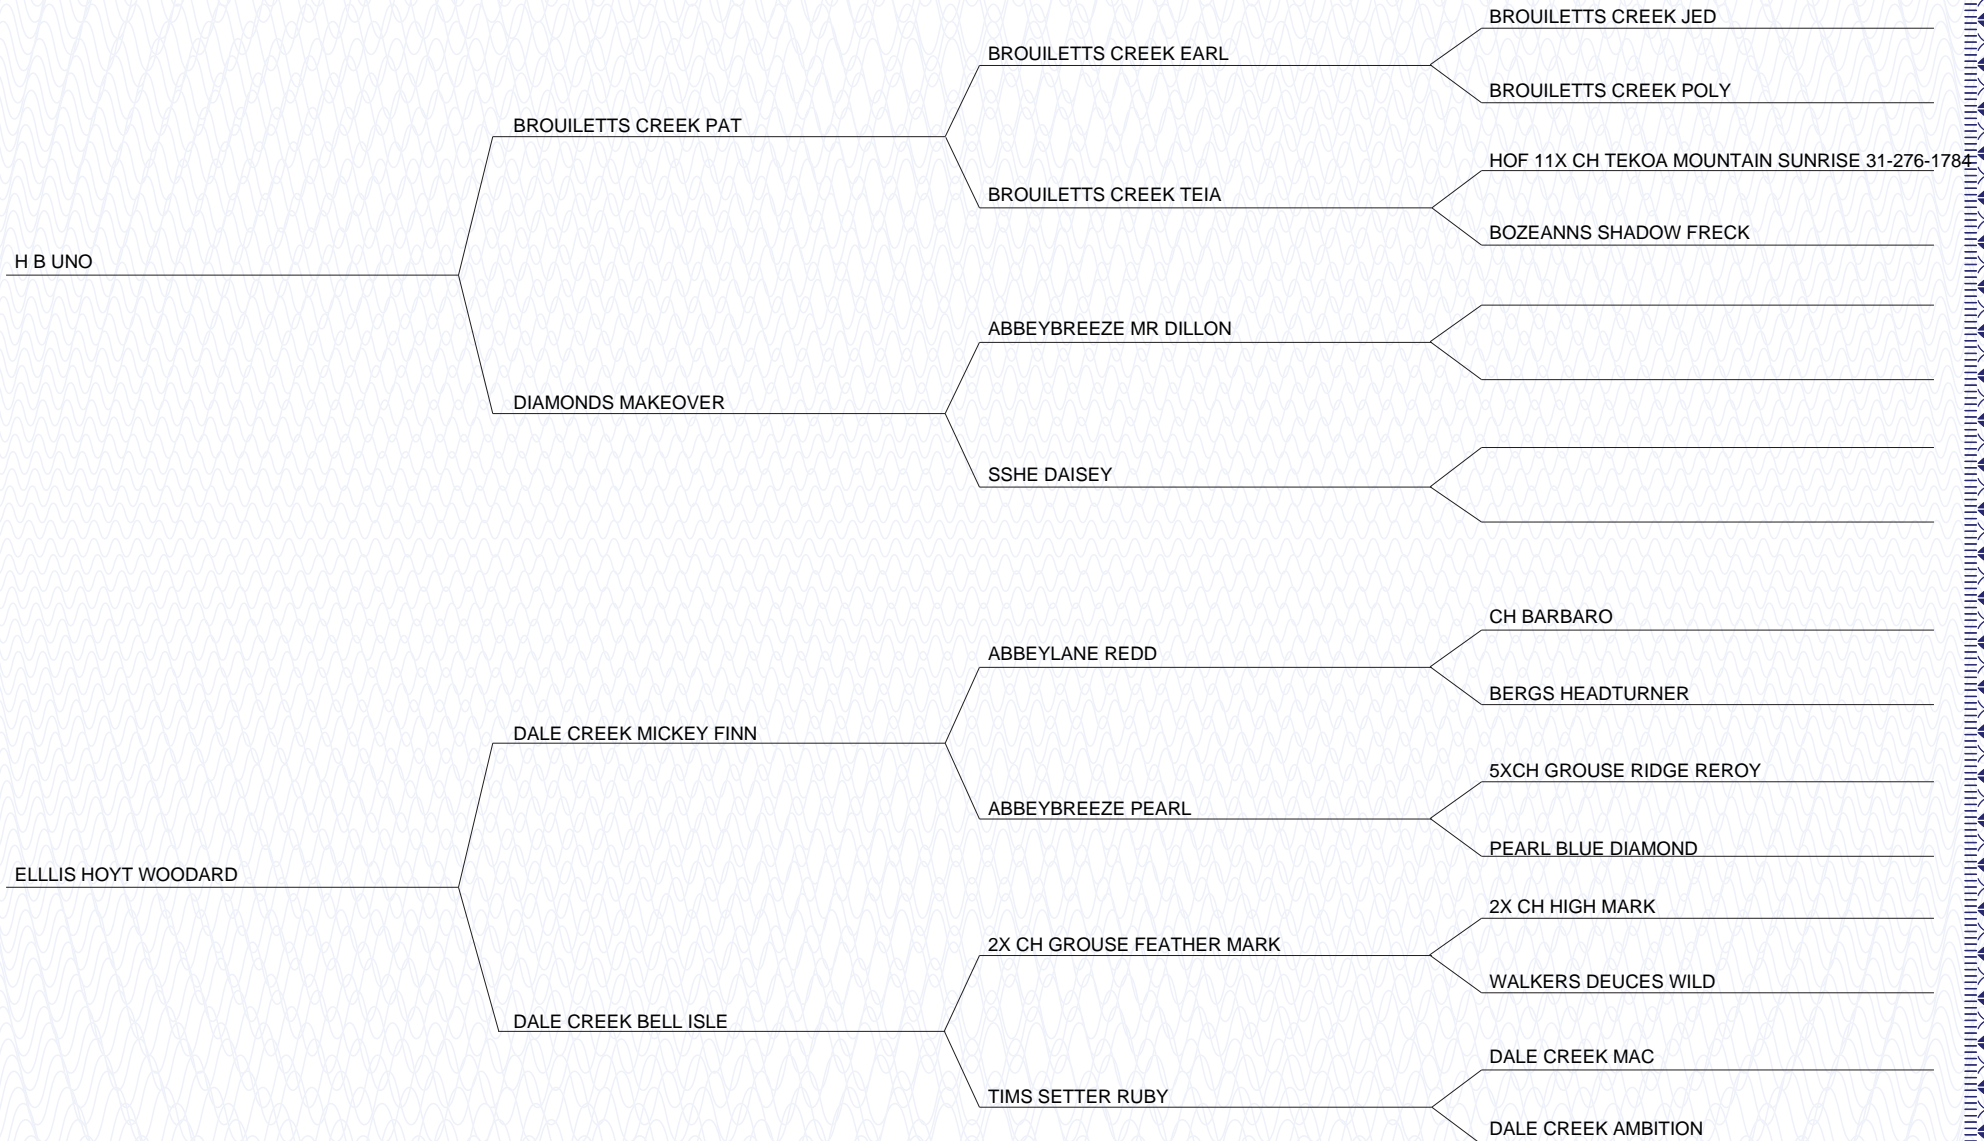 BROUILETTS CREEK JED
BROUILETTS CREEK EARL
BROUILETTS CREEK POLY
BROUILETTS CREEK PAT
HOF 11X CH TEKOA MOUNTAIN SUNRISE 31-276-1784
BROUILETTS CREEK TEIA
BOZEANNS SHADOW FRECK
H B UNO
ABBEYBREEZE MR DILLON
DIAMONDS MAKEOVER
SSHE DAISEY
CH BARBARO
ABBEYLANE REDD
BERGS HEADTURNER
DALE CREEK MICKEY FINN
5XCH GROUSE RIDGE REROY
ABBEYBREEZE PEARL
PEARL BLUE DIAMOND
ELLLIS HOYT WOODARD
2X CH HIGH MARK
2X CH GROUSE FEATHER MARK
WALKERS DEUCES WILD
DALE CREEK BELL ISLE
DALE CREEK MAC
TIMS SETTER RUBY
DALE CREEK AMBITION